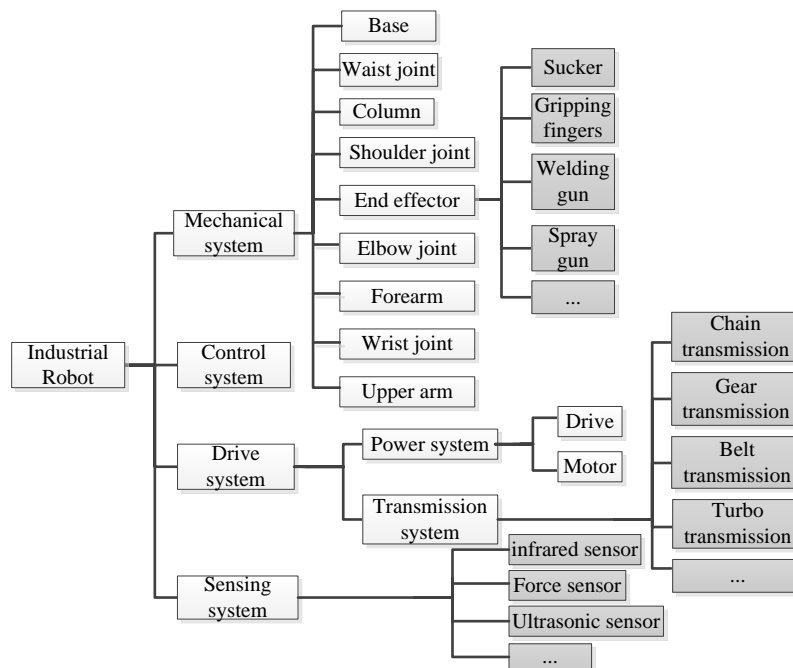 Base
Waist joint
Column
Shoulder joint
End effector
Elbow joint
Forearm
Wrist joint
Upper arm
Sucker
Gripping
fingers
Welding
gun
Spray
gun
...
Mechanical
system
Industrial
Robot
Control
system
Drive
system
Power system
Drive
Motor
Transmission
system
Chain
transmission
Gear
transmission
Belt
transmission
Turbo
transmission
...
Sensing
system
infrared sensor
Force sensor
Ultrasonic sensor
...